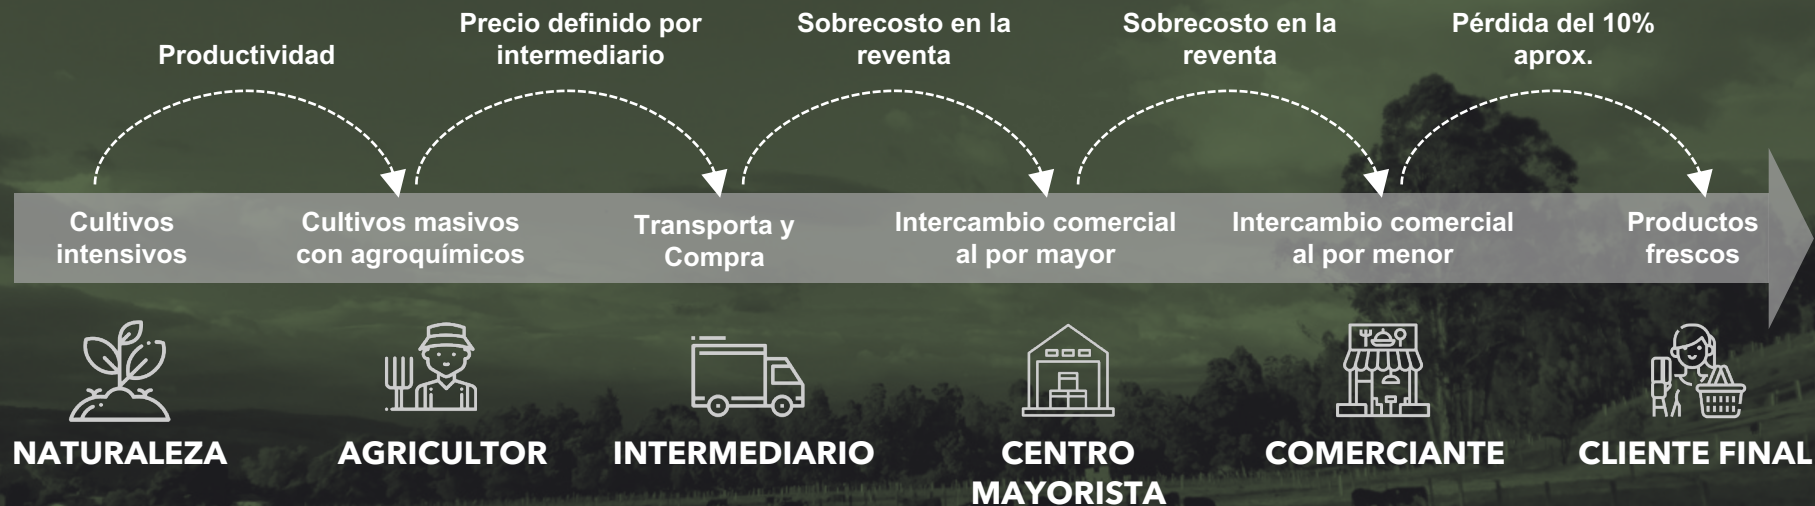 Productividad
Precio definido por
intermediario
Sobrecosto en la
reventa
Sobrecosto en la
reventa
Pérdida del 10%
aprox.
Cultivos
intensivos
Cultivos masivos
con agroquímicos
Transporta y
Compra
Intercambio comercial
al por mayor
Intercambio comercial
al por menor
Productos
frescos
NATURALEZA
AGRICULTOR
INTERMEDIARIO
CENTRO
MAYORISTA
COMERCIANTE
CLIENTE FINAL